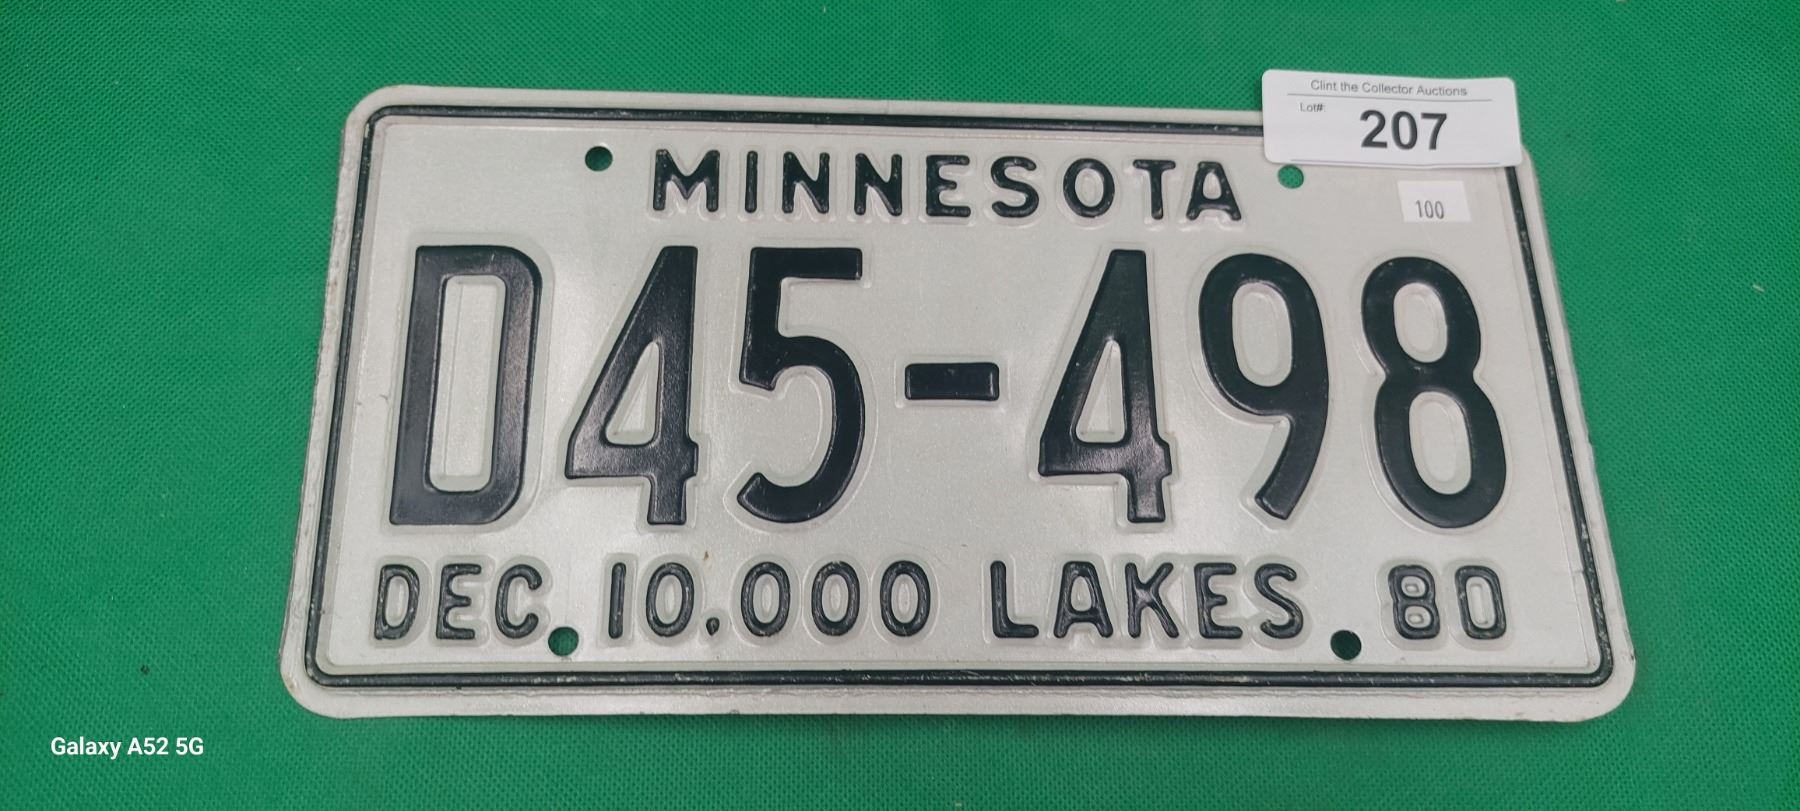 Clint the Collector Auctions
Lot#:
207
MINNESOTA
100
D45-498
DEC 10,000 LAKES 80
Galaxy A52 5G